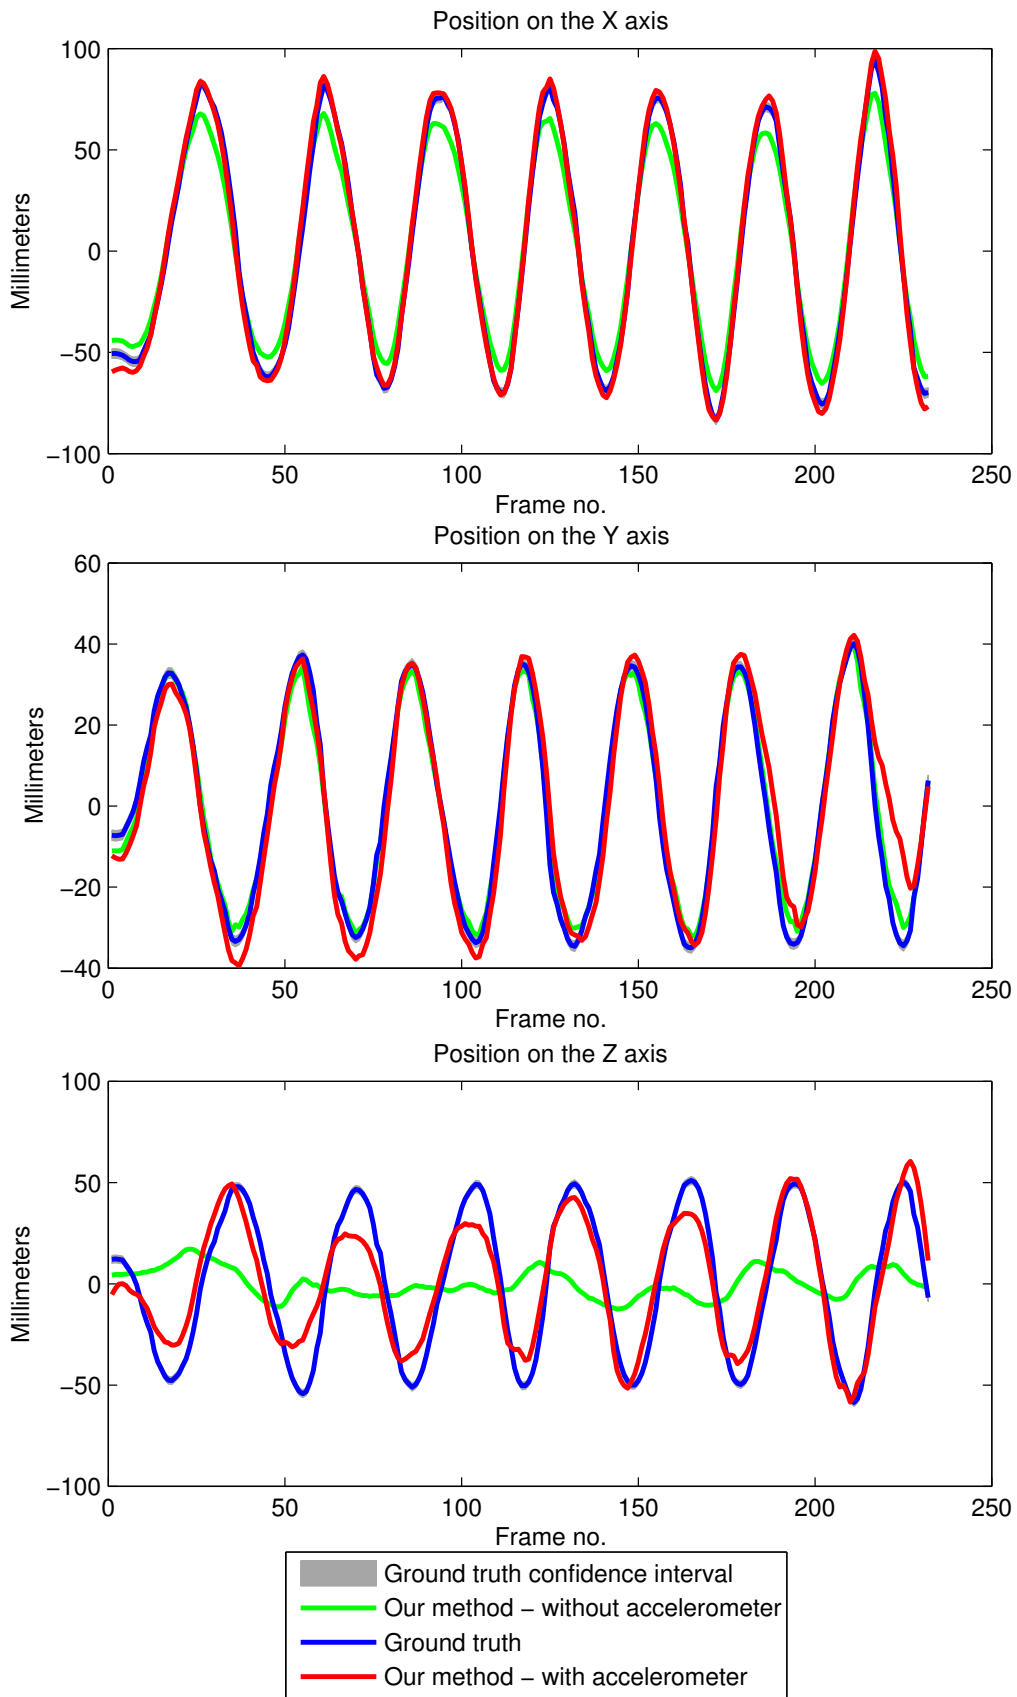 Position on the X axis
100
50
0
−50
−100
Millimeters
0 50 100 150 200 250
Frame no.
Position on the Y axis
60
40
20
0
−20
−40
Millimeters
0 50 100 150 200 250
Frame no.
Position on the Z axis
100
50
0
−50
−100
Millimeters
0 50 100 150 200 250
Frame no.
Ground truth confidence interval
Our method − without accelerometer
Ground truth
Our method − with accelerometer